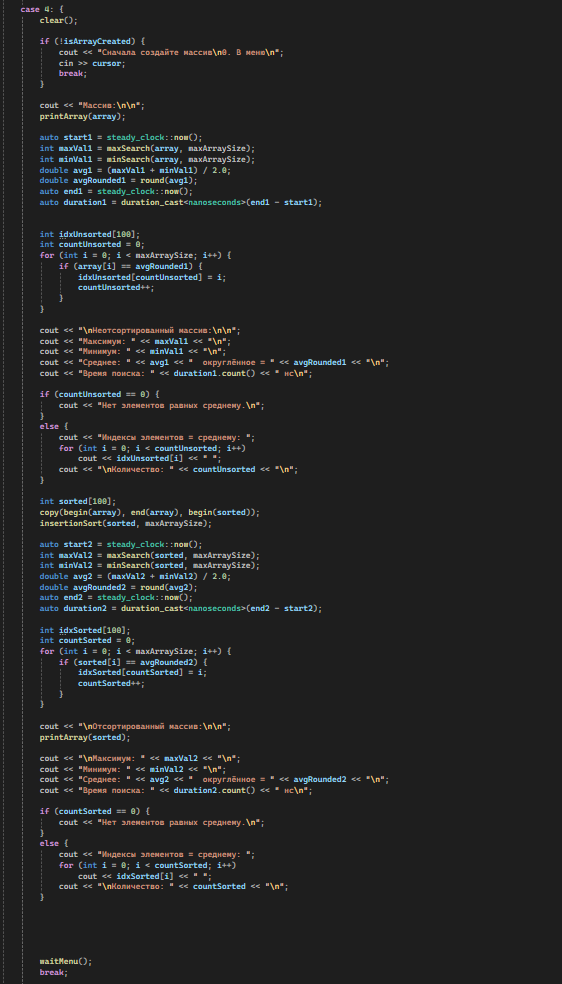 case 4: {
clear();
if (!isArrayCreated) {
cout << "Сначала создайте массив\n0. В меню\n";
cin >> cursor;
break;
}
cout << "Массив:\n\n";
printArray(array);
auto start1 = steady_clock::now();
int maxVal1 = maxSearch(array, maxArraySize);
int minVal1 = minSearch(array, maxArraySize);
double avg1 = (maxVal1 + minVal1) / 2.0;
double avgRounded1 = round(avg1);
auto end1 = steady_clock::now();
auto duration1 = duration_cast<nanoseconds>(end1 - start1);
int idxUnsorted[100];
int countUnsorted = 0;
for (int i = 0; i < maxArraySize; i++) {
if (array[i] == avgRounded1) {
idxUnsorted[countUnsorted] = i;
countUnsorted++;
}
}
cout << "\nНеотсортированный массив:\n\n";
cout << "Максимум: " << maxVal1 << "\n";
cout << "Минимум: " << minVal1 << "\n";
cout << "Среднее: " << avg1 << "  округлённое = " << avgRounded1 << "\n";
cout << "Время поиска: " << duration1.count() << " нс\n";
if (countUnsorted == 0) {
cout << "Нет элементов равных среднему.\n";
}
else {
cout << "Индексы элементов = среднему: ";
for (int i = 0; i < countUnsorted; i++)
cout << idxUnsorted[i] << " ";
cout << "\nКоличество: " << countUnsorted << "\n";
}
int sorted[100];
copy(begin(array), end(array), begin(sorted));
insertionSort(sorted, maxArraySize);
auto start2 = steady_clock::now();
int maxVal2 = maxSearch(sorted, maxArraySize);
int minVal2 = minSearch(sorted, maxArraySize);
double avg2 = (maxVal2 + minVal2) / 2.0;
double avgRounded2 = round(avg2);
auto end2 = steady_clock::now();
auto duration2 = duration_cast<nanoseconds>(end2 - start2);
int idxSorted[100];
int countSorted = 0;
for (int i = 0; i < maxArraySize; i++) {
if (sorted[i] == avgRounded2) {
idxSorted[countSorted] = i;
countSorted++;
}
}
cout << "\nОтсортированный массив:\n\n";
printArray(sorted);
cout << "\nМаксимум: " << maxVal2 << "\n";
cout << "Минимум: " << minVal2 << "\n";
cout << "Среднее: " << avg2 << "  округлённое = " << avgRounded2 << "\n";
cout << "Время поиска: " << duration2.count() << " нс\n";
if (countSorted == 0) {
cout << "Нет элементов равных среднему.\n";
}
else {
cout << "Индексы элементов = среднему: ";
for (int i = 0; i < countSorted; i++)
cout << idxSorted[i] << " ";
cout << "\nКоличество: " << countSorted << "\n";
}
waitMenu();
break;